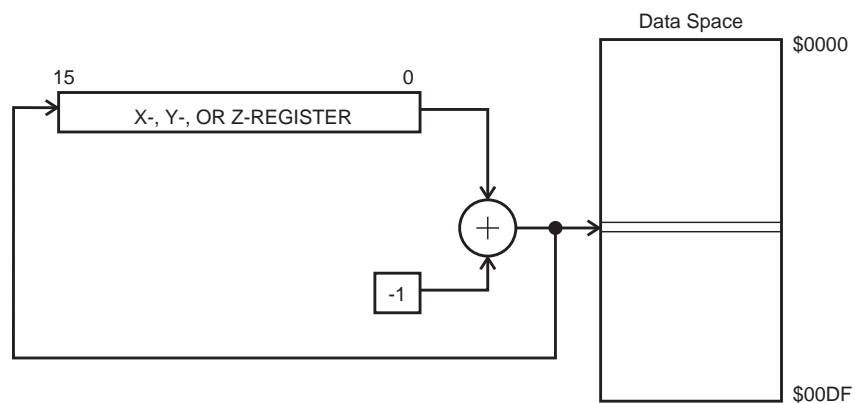 Data Space
$0000
15
0
X-, Y-, OR Z-REGISTER
+
-1
$00DF